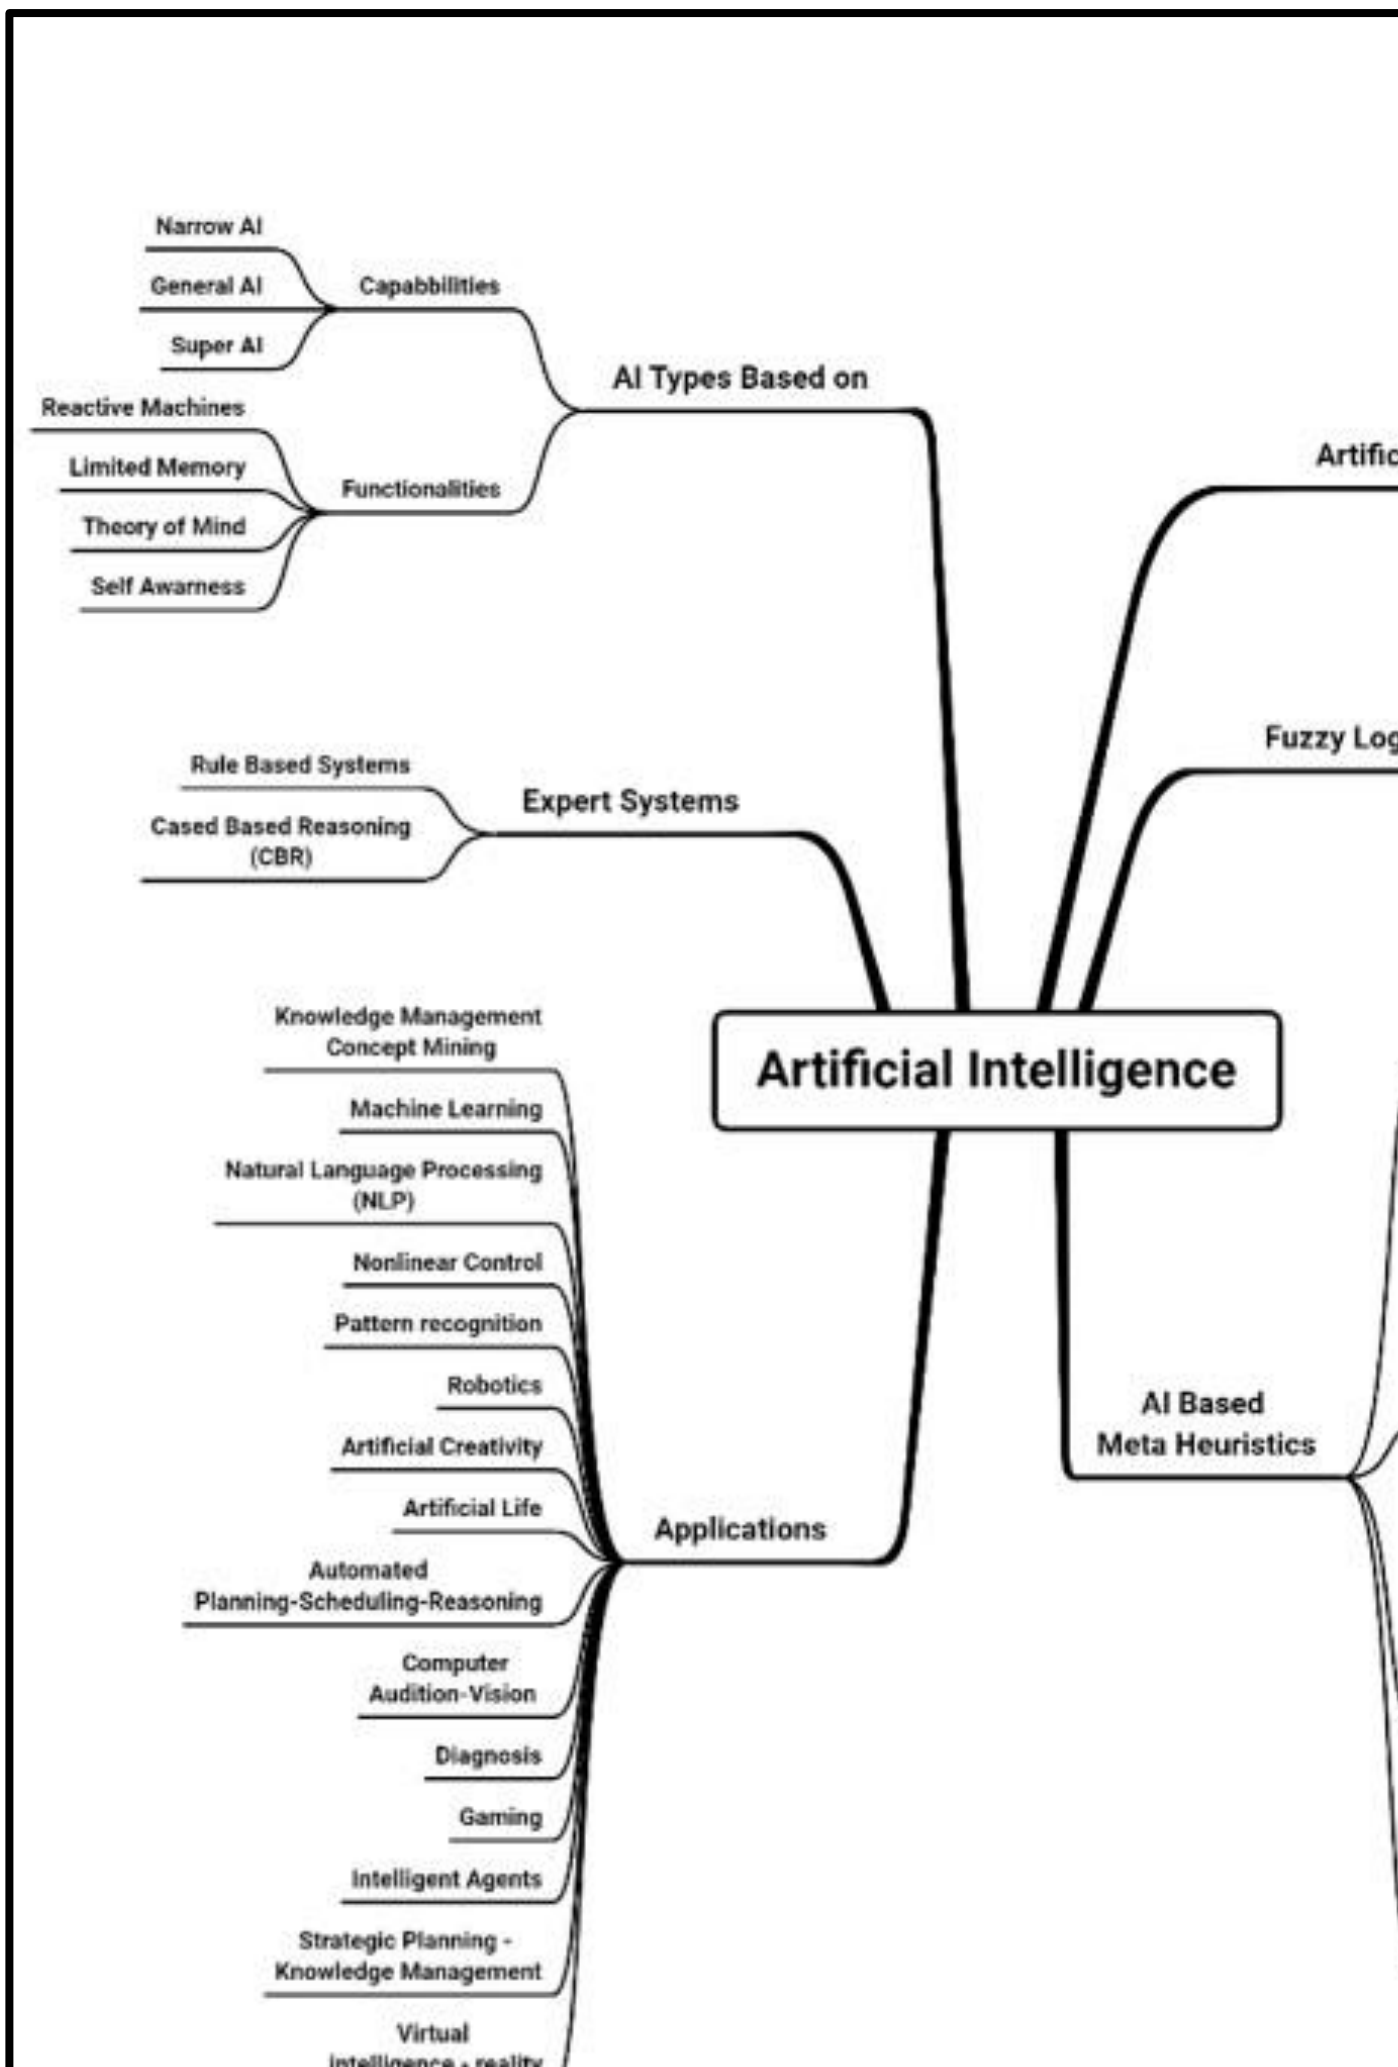 Narrow AI
General AI
Super AI
Capabbilities
Reactive Machines
Limited Memory
Theory of Mind
Self Awarness
Functionalities
AI Types Based on
Rule Based Systems
Cased Based Reasoning
(CBR)
Expert Systems
Fuzzy
Artificial Intelligence
Knowledge Management
Concept Mining
Machine Learning
Natural Language Processing
(NLP)
Nonlinear Control
Pattern recognition
Robotics
Artificial Creativity
Artificial Life
Automated
Planning-Scheduling-Reasoning
Computer
Audition-Vision
Diagnosis
Gaming
Intelligent Agents
Strategic Planning -
Knowledge Management
Virtual
intelligence - reality
Applications
AI Based
Meta Heuristics